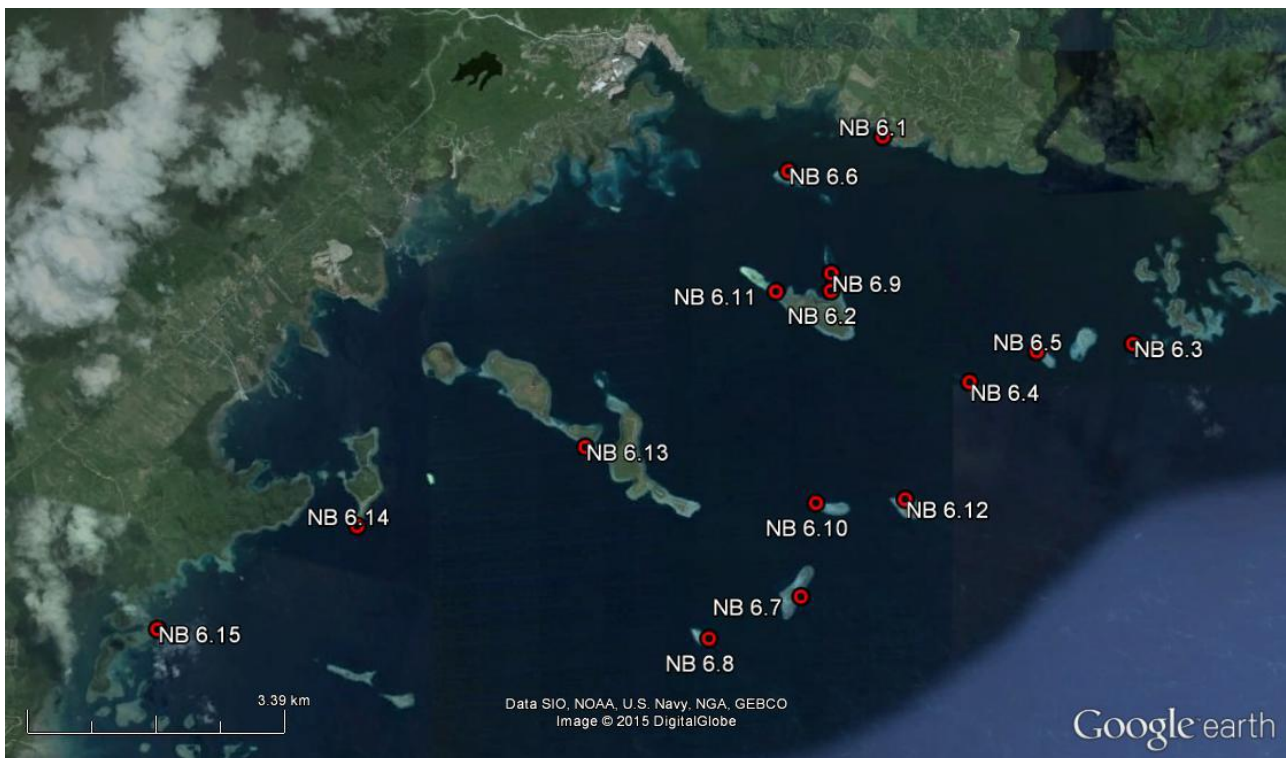 NB 6.1
NB 6.6
NB 6.9
NB 6.11
NB 6.2
NB 6.5
NB 6.3
NB 6.4
NB 6.13
NB 6.14
NB 6.10
NB 6.12
NB 6.7
NB 6.15
NB 6.8
3.39 km
Data SIO, NOAA, U.S. Navy, NGA, GEBCO
Image © 2015 DigitalGlobe
Google earth